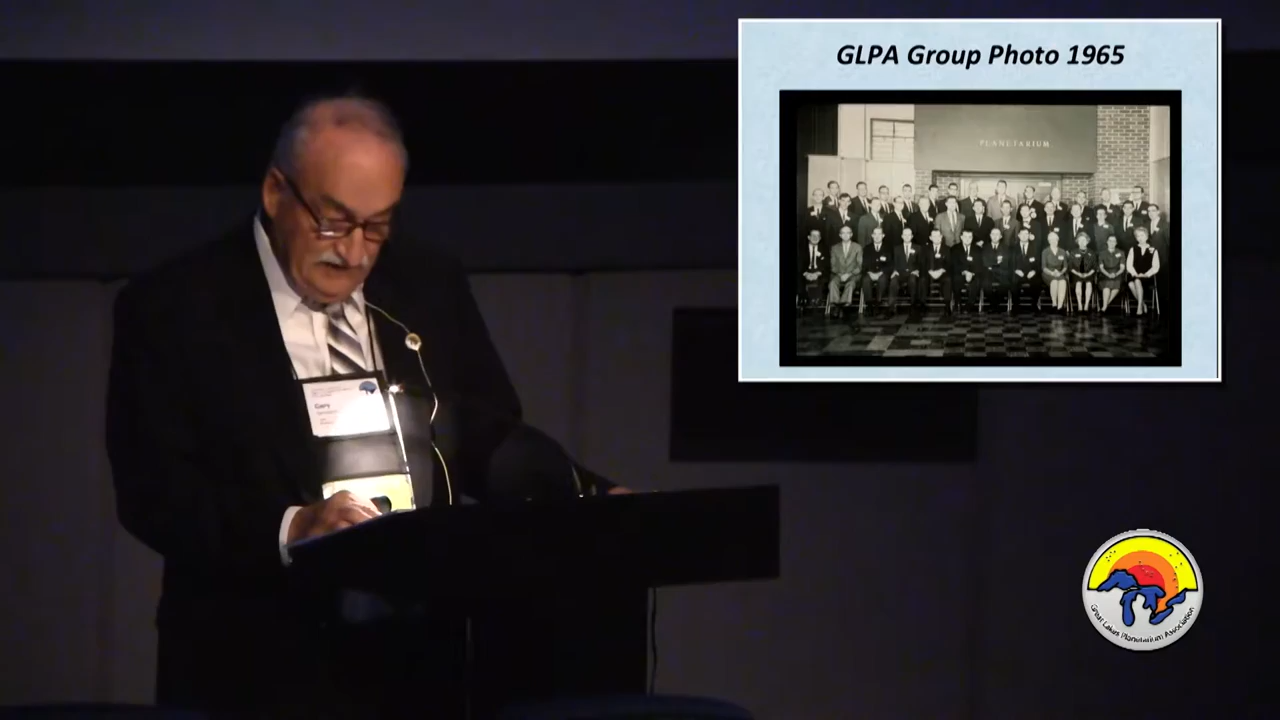 GLPA Group Photo 1965
PLANETARIUM
Gary
Great Lakes Planetarium Association